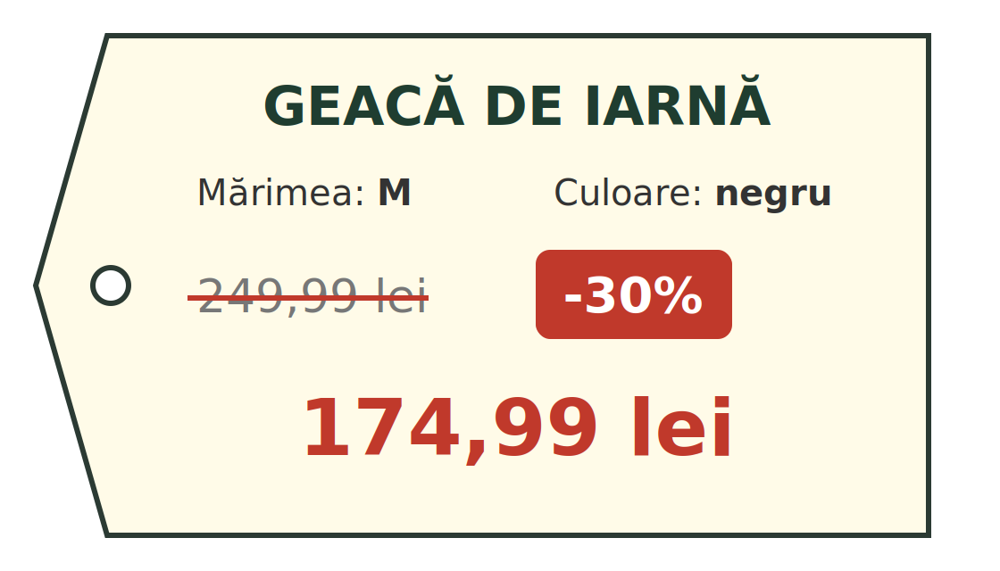 GEACĂ DE IARNĂ
Mărimea: M Culoare: negru
249,99 lei -30%
174,99 lei